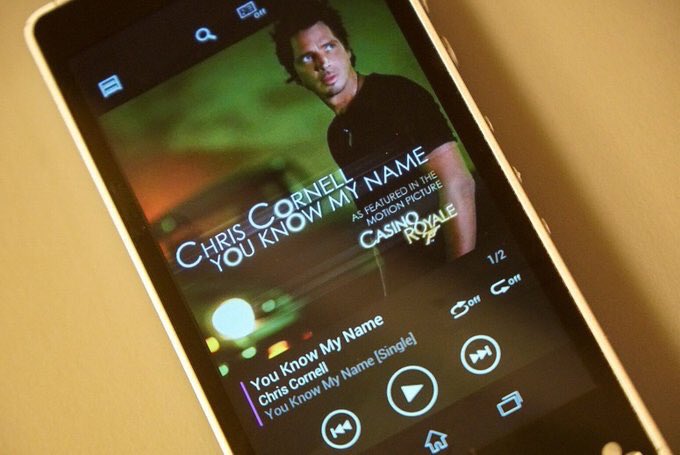 Off
CHRIS CORNELL
YOU KNOW MY NAME
AS FEATURED IN THE
MOTION PICTURE
CASINO
ROYALE
1/2
Off
Off
You Know My Name
Chris Cornell
You Know My Name [Single]